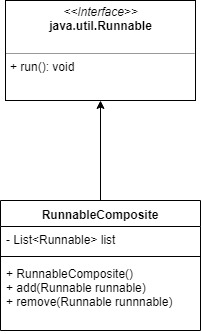 <<Interface>>
java.util.Runnable
+ run(): void
RunnableComposite
- List<Runnable> list
+ RunnableComposite()
+ add(Runnable runnable)
+ remove(Runnable runnnable)